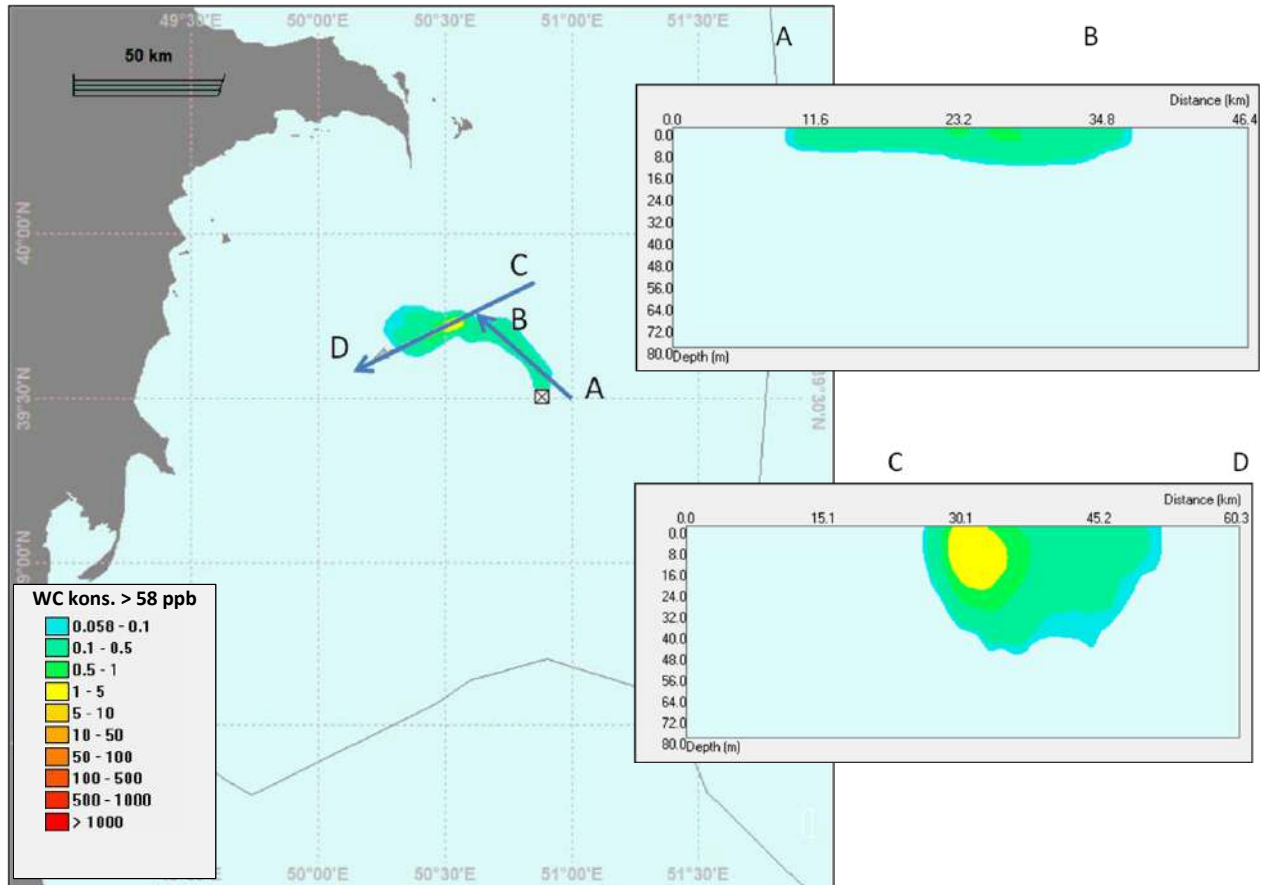 49°30'E 50°00'E 50°30'E 51°00'E 51°30'E
50 km
40°00'N
39°30'N
39°30'N
9°00'N
C
B
D
A
WC kons. > 58 ppb
0.058 - 0.1
0.1 - 0.5
0.5 - 1
1 - 5
5 - 10
10 - 50
50 - 100
100 - 500
500 - 1000
> 1000
50°00'E 50°30'E 51°00'E 51°30'E
A B
Distance (km)
0.0 11.6 23.2 34.8 46.4
0.0
8.0
16.0
24.0
32.0
40.0
48.0
56.0
64.0
72.0
80.0 Depth (m)
C D
Distance (km)
0.0 15.1 30.1 45.2 60.3
0.0
8.0
16.0
24.0
32.0
40.0
48.0
56.0
64.0
72.0
80.0 Depth (m)